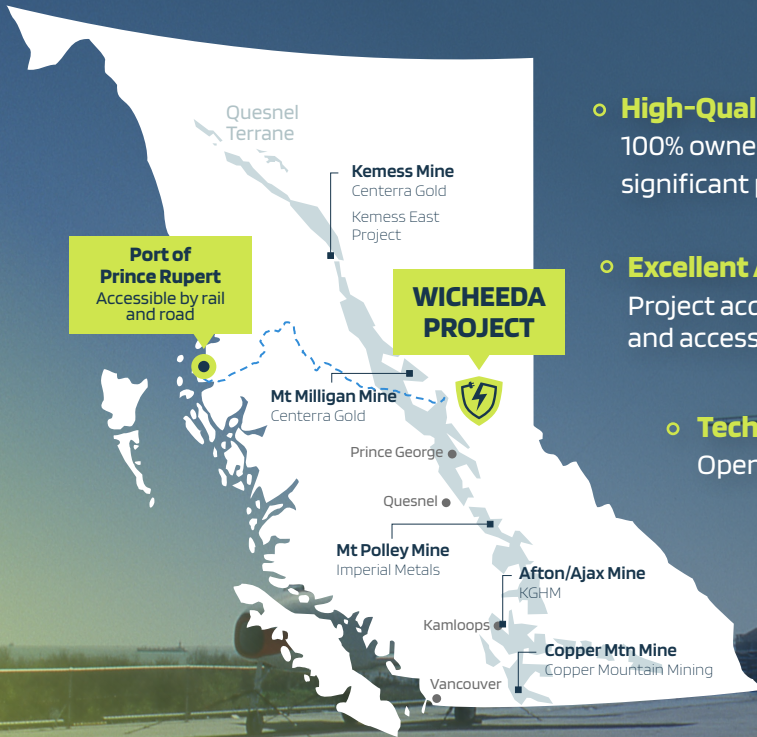 Quesnel
Terrane
Kemess Mine
Centerra Gold
Kemess East
Project
Port of
Prince Rupert
Accessible by rail
and road
WICHEEDA
PROJECT
Mt Milligan Mine
Centerra Gold
Prince George
Quesnel
Mt Polley Mine
Imperial Metals
Afton/Ajax Mine
KGHM
Kamloops
Copper Mtn Mine
Copper Mountain Mining
Vancouver
High-Qual
100% owne
significant
Excellent
Project acc
and access
Tech
Open